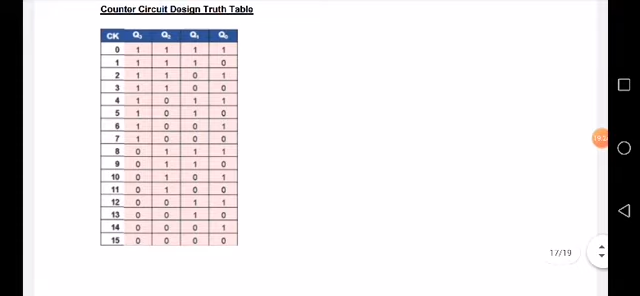 Counter Circuit Design Truth Table
CK Q₃ Q₂ Q₁ Q₀
0 1 1 1 1
1 1 1 1 0
2 1 1 0 1
3 1 1 0 0
4 1 0 1 1
5 1 0 1 0
6 1 0 0 1
7 1 0 0 0
8 0 1 1 1
9 0 1 1 0
10 0 1 0 1
11 0 1 0 0
12 0 0 1 1
13 0 0 1 0
14 0 0 0 1
15 0 0 0 0
17/19